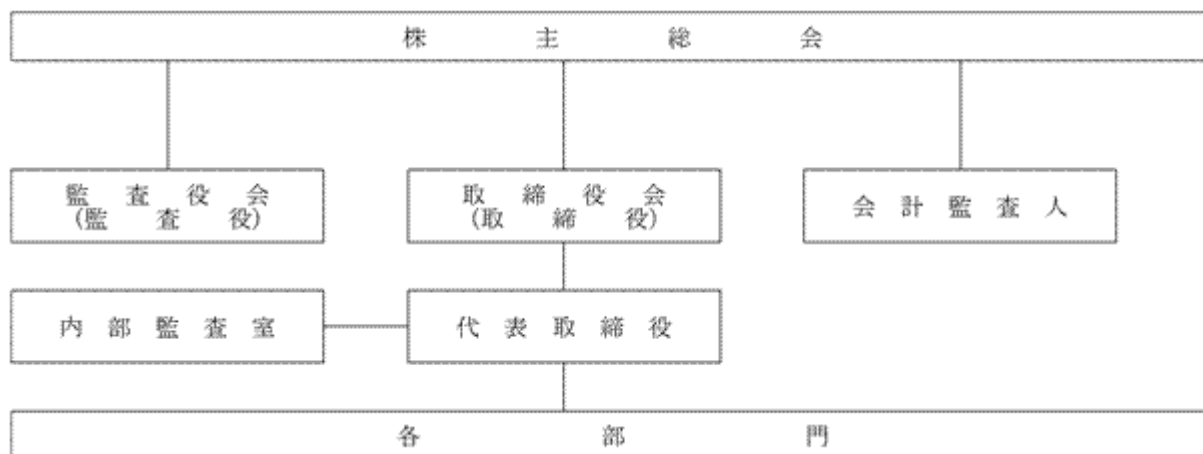 株主総会
監査役会
(監査役)
取締役会
(取締役)
会計監査人
内部監査室
代表取締役
各部門